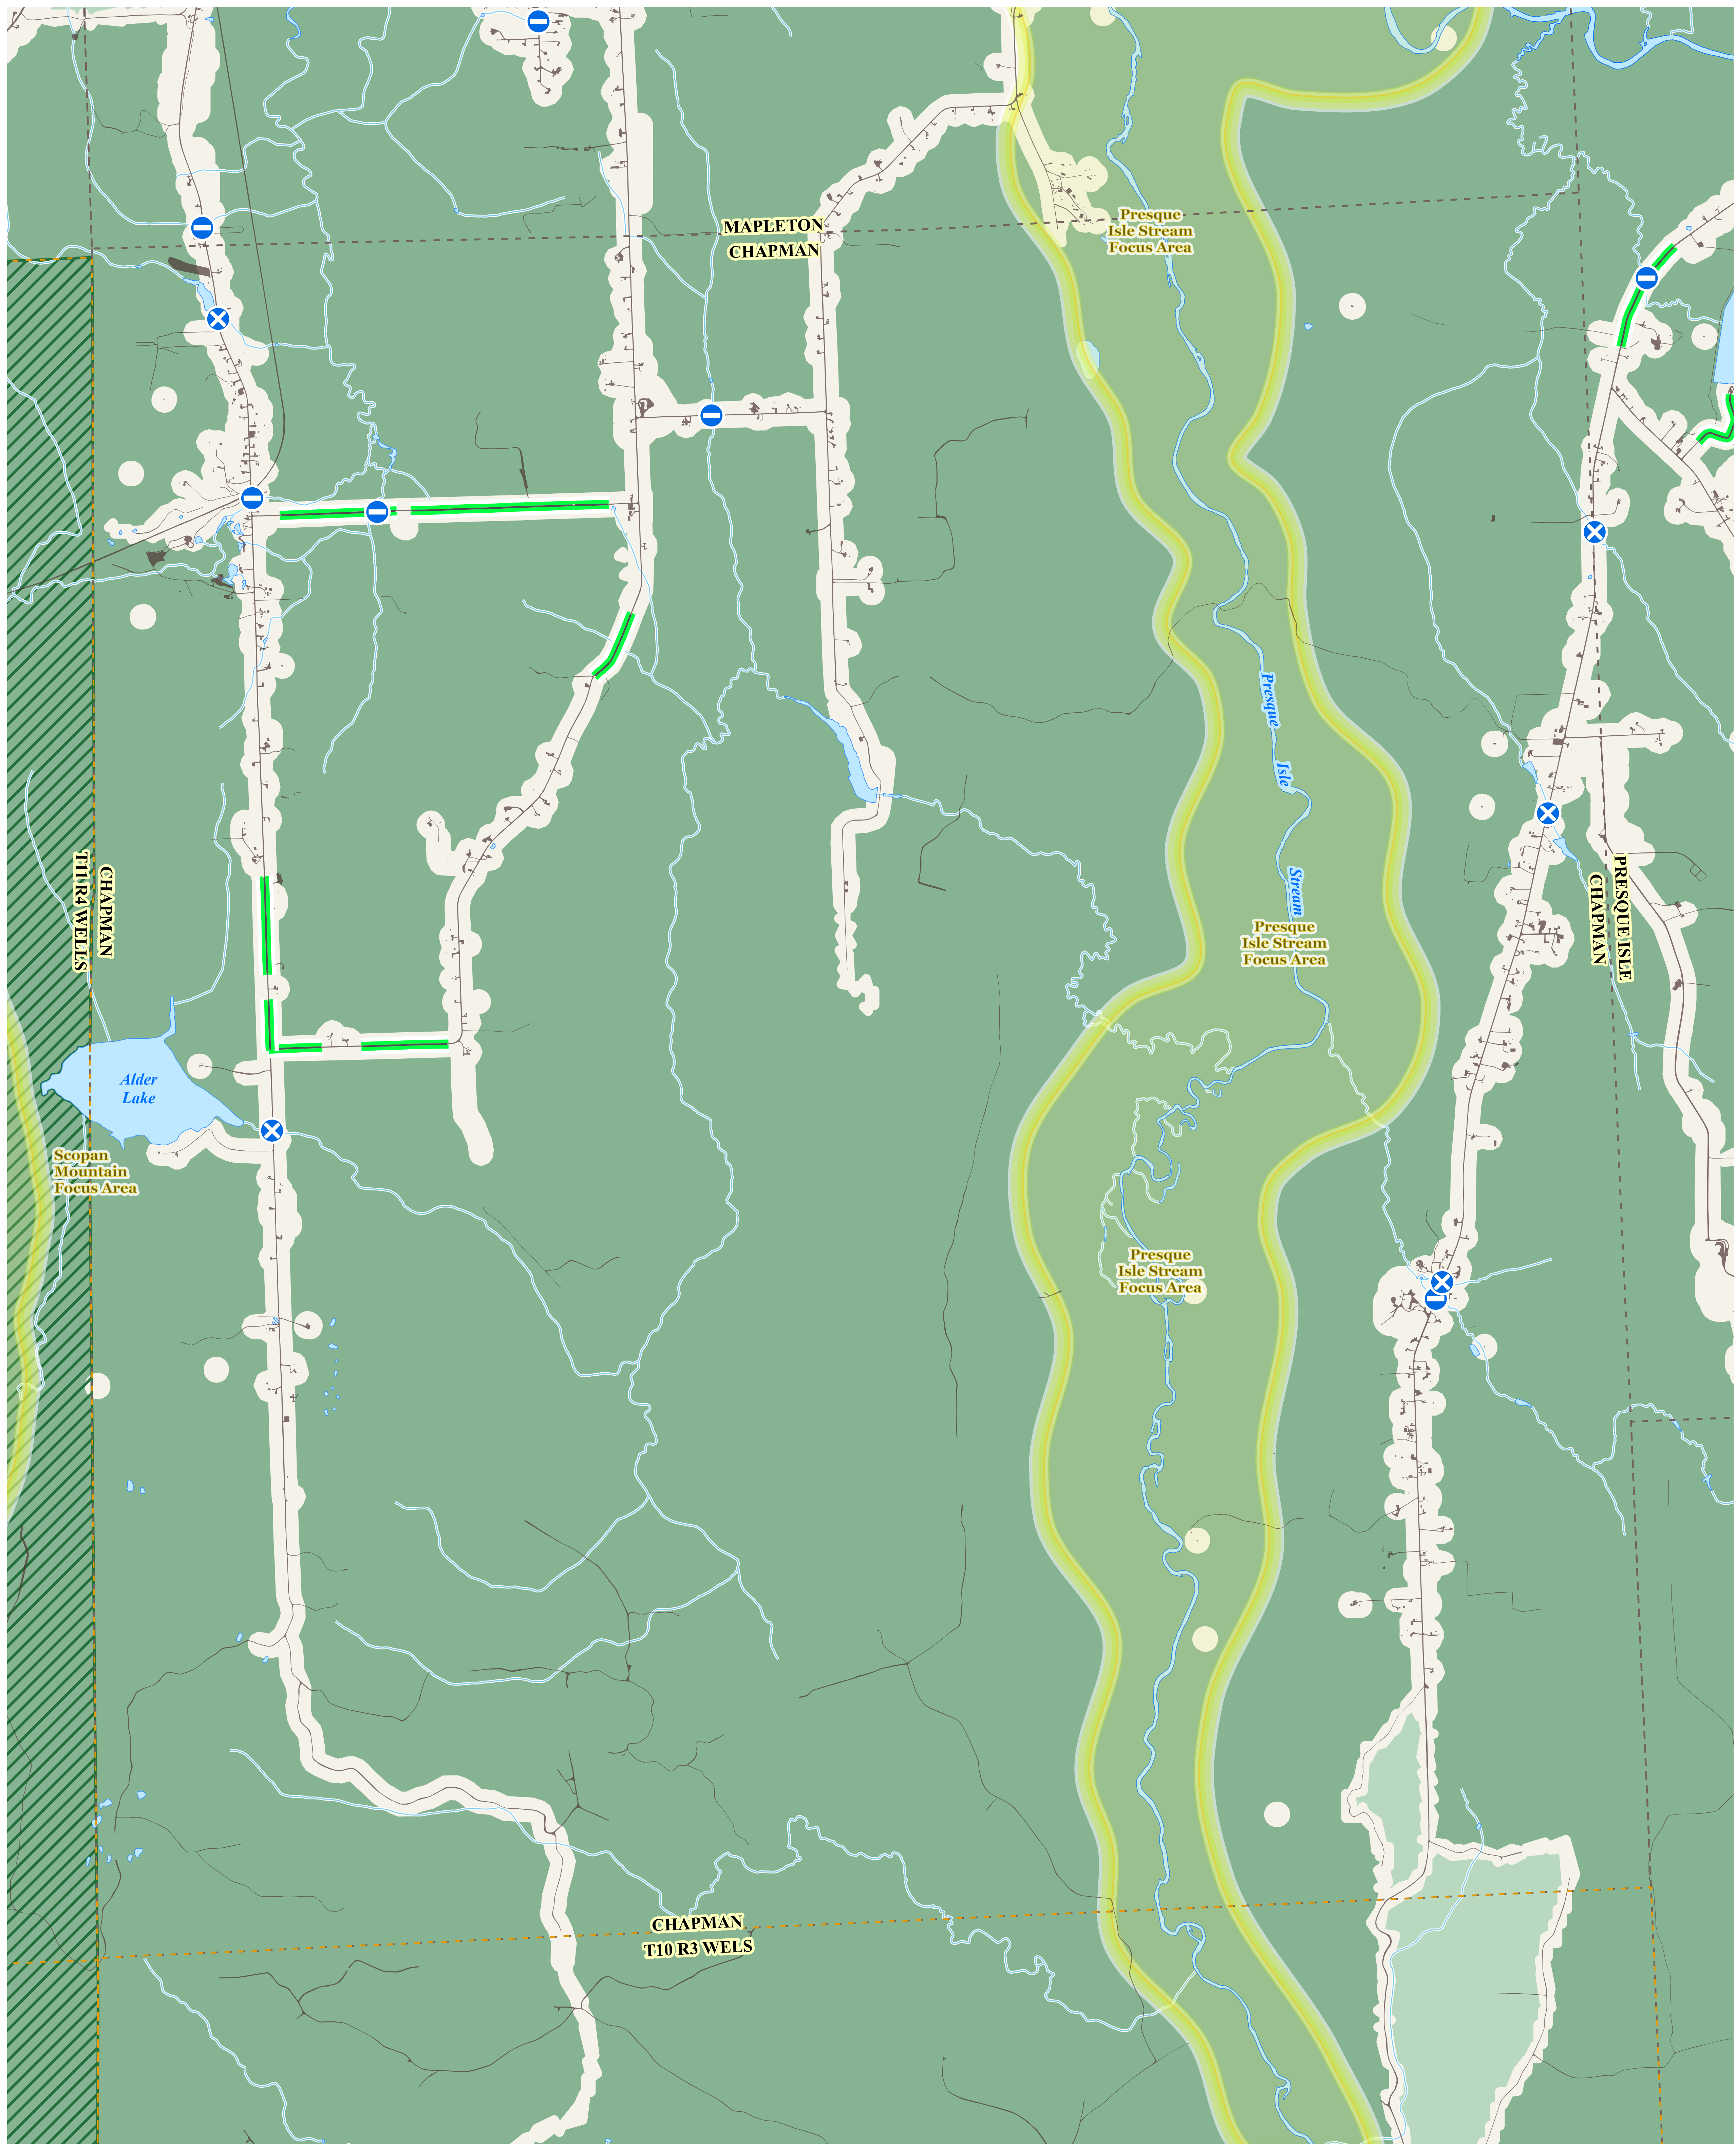 MAPLETON
CHAPMAN
Presque
Isle Stream
Focus Area
Presque
Isle
Stream
CHAPMAN
T11 R4 WELLS
Presque
Isle Stream
Focus Area
PRESQUE ISLE
CHAPMAN
Alder
Lake
Scopan
Mountain
Focus Area
Presque
Isle Stream
Focus Area
CHAPMAN
T10 R3 WELS